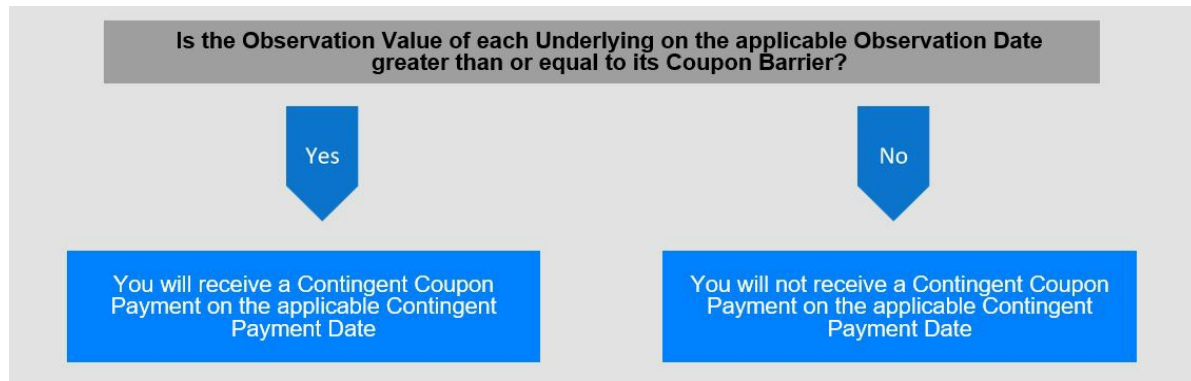 Is the Observation Value of each Underlying on the applicable Observation Date
greater than or equal to its Coupon Barrier?
Yes
No
You will receive a Contingent Coupon
Payment on the applicable Contingent
Payment Date
You will not receive a Contingent Coupon
Payment on the applicable Contingent
Payment Date